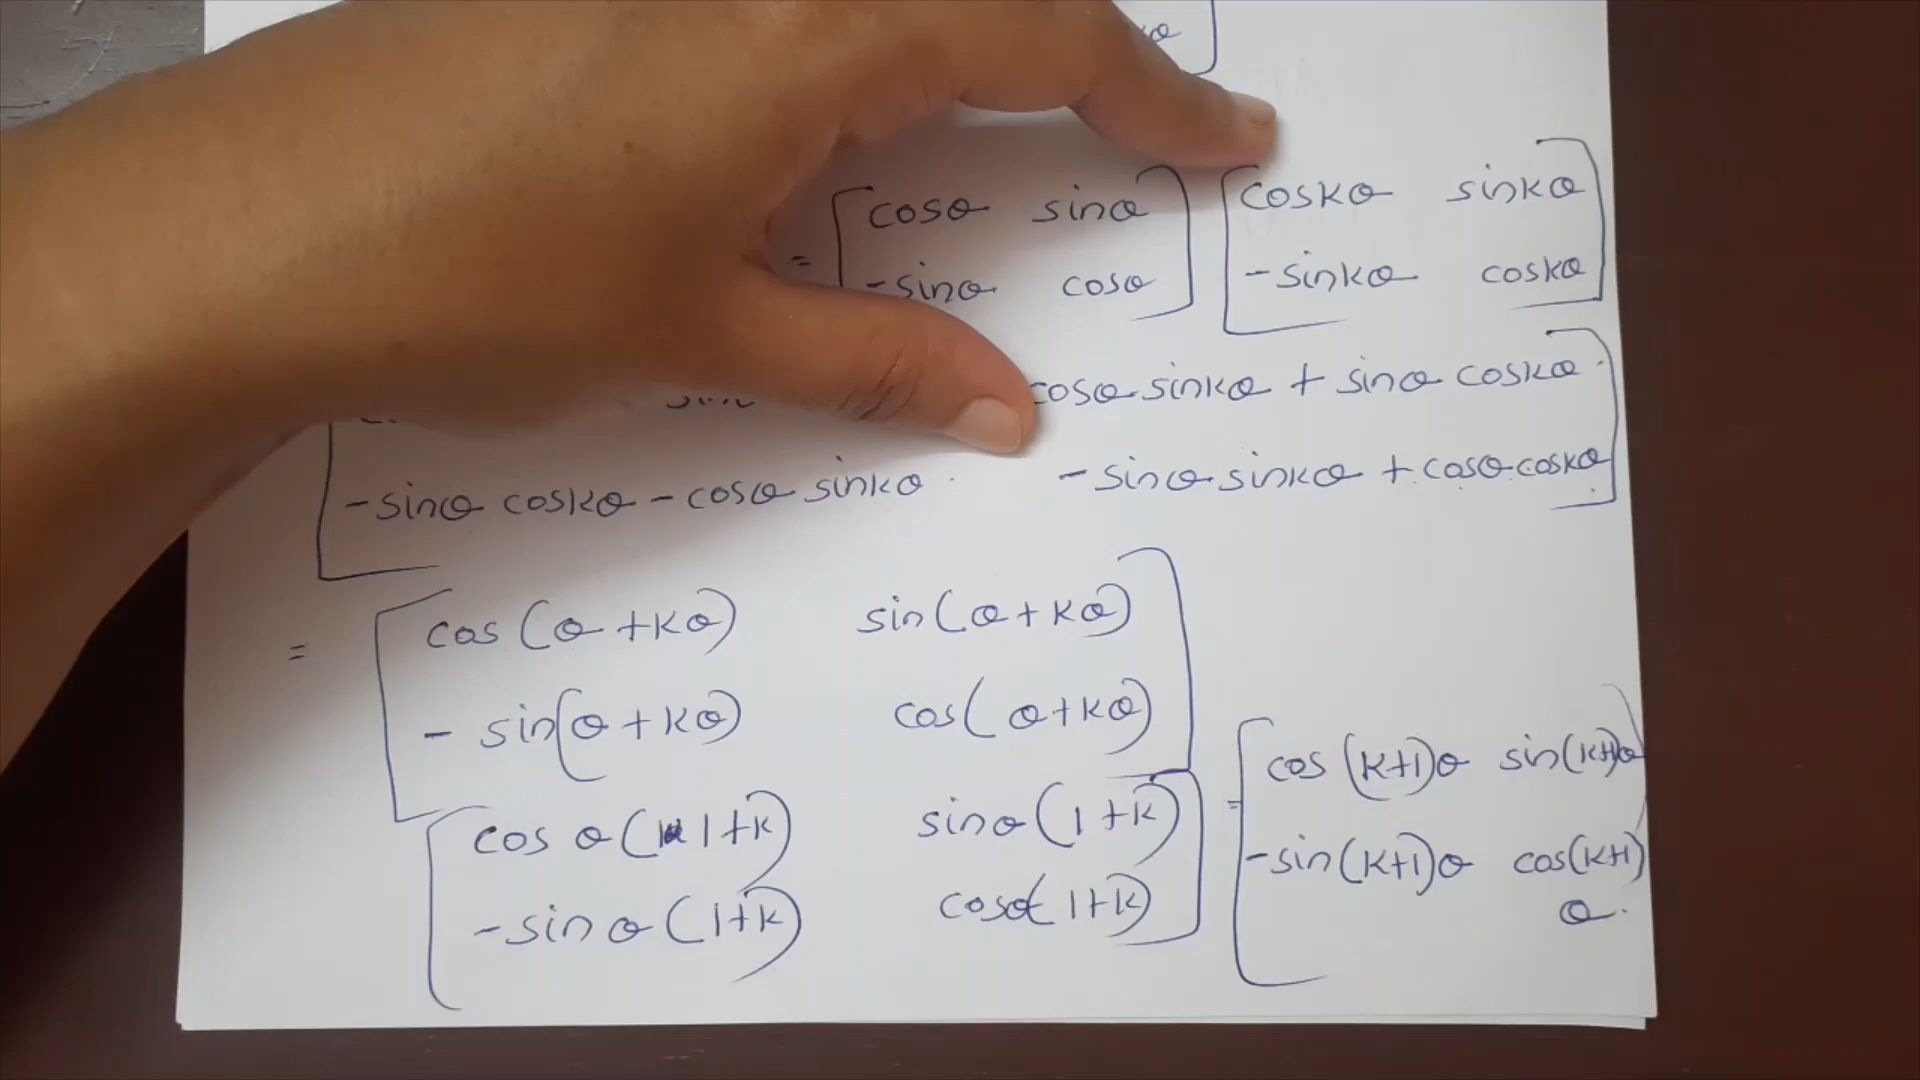 = [cosθ sinθ] [coskθ sinkθ]
[-sinθ cosθ] [-sinkθ coskθ]
cosθ sinkθ + sinθ coskθ
-sinθ coskθ - cosθ sinkθ -sinθ sinkθ + cosθ coskθ
= [cos(θ+kθ) sin(θ+kθ)]
[-sin(θ+kθ) cos(θ+kθ)]
[cosθ(1+k) sinθ(1+k)]
[-sinθ(1+k) cosθ(1+k)]
= [cos(k+1)θ sin(k+1)θ]
[-sin(k+1)θ cos(k+1)
θ.]